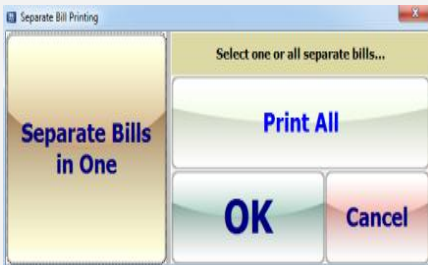 Separate Bill Printing
X
Select one or all separate bills...
Separate Bills
in One
Print All
OK
Cancel